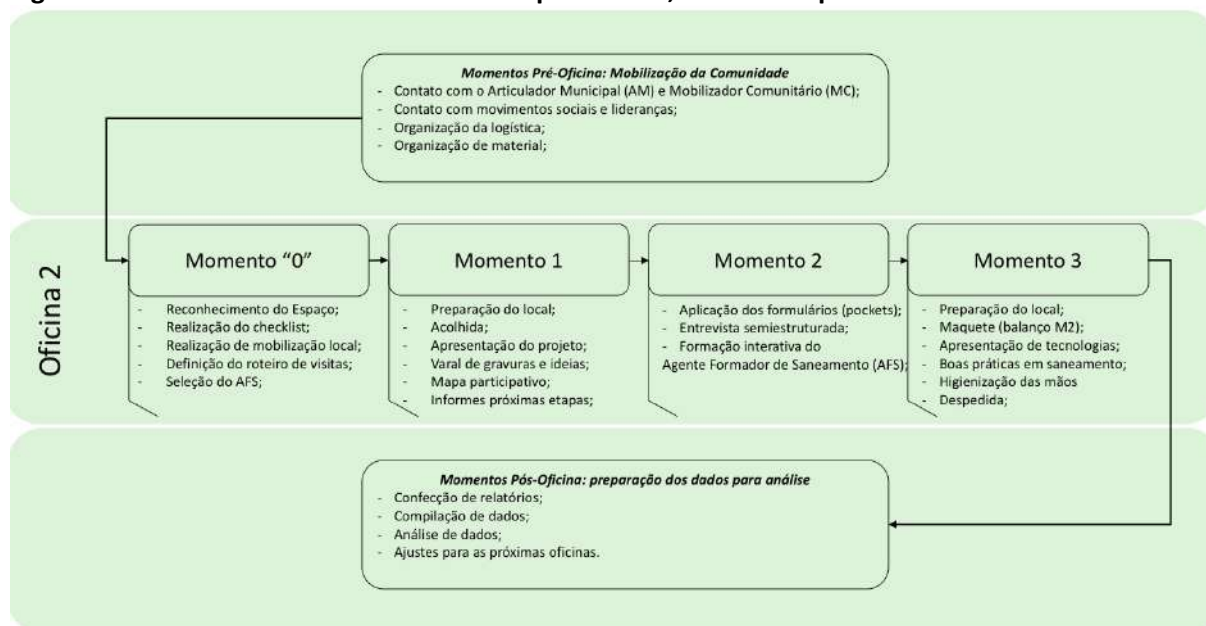 Momentos Pré-Oficina: Mobilização da Comunidade
- Contato com o Articulador Municipal (AM) e Mobilizador Comunitário (MC);
- Contato com movimentos sociais e lideranças;
- Organização da logística;
- Organização de material;
Oficina 2
Momento “0”
- Reconhecimento do Espaço;
- Realização do checklist;
- Realização de mobilização local;
- Definição do roteiro de visitas;
- Seleção do AFS;
Momento 1
- Preparação do local;
- Acolhida;
- Apresentação do projeto;
- Varal de gravuras e ideias;
- Mapa participativo;
- Informes próximas etapas;
Momento 2
- Aplicação dos formulários (pockets);
- Entrevista semiestruturada;
- Formação interativa do
Agente Formador de Saneamento (AFS);
Momento 3
- Preparação do local;
- Maquete (balanço M2);
- Apresentação de tecnologias;
- Boas práticas em saneamento;
- Higienização das mãos
- Despedida;
Momentos Pós-Oficina: preparação dos dados para análise
- Confecção de relatórios;
- Compilação de dados;
- Análise de dados;
- Ajustes para as próximas oficinas.